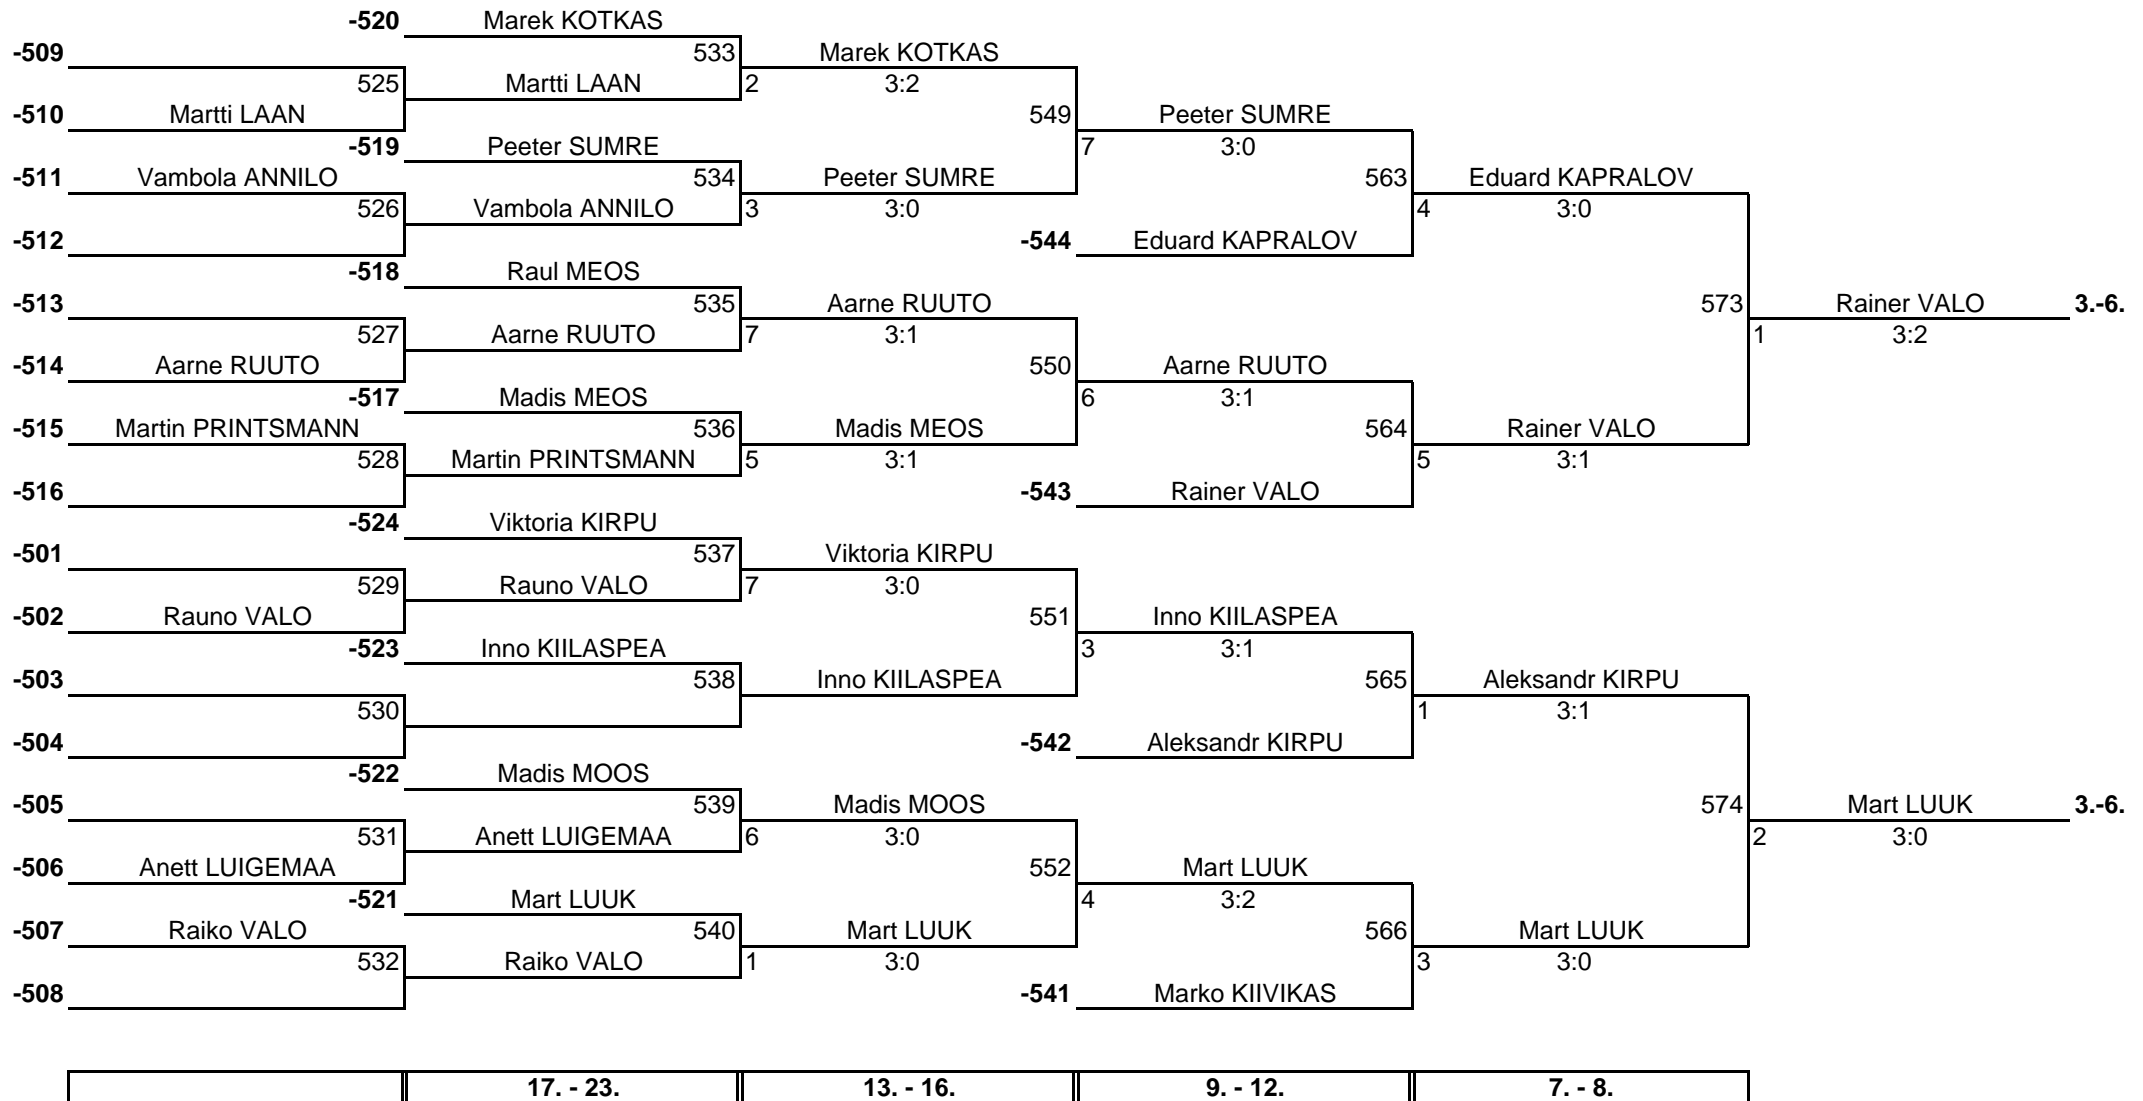 -520 Marek KOTKAS
-509 533 Marek KOTKAS
525 Martti LAAN 2 3:2
-510 Martti LAAN 549 Peeter SUMRE
-519 Peeter SUMRE 7 3:0
-511 Vambola ANNILO 534 Peeter SUMRE 563 Eduard KAPRALOV
526 Vambola ANNILO 3 3:0 4 3:0
-512 -544 Eduard KAPRALOV
-518 Raul MEOS
-513 535 Aarne RUUTO 573 Rainer VALO 3.-6.
527 Aarne RUUTO 7 3:1 1 3:2
-514 Aarne RUUTO 550 Aarne RUUTO
-517 Madis MEOS 6 3:1
-515 Martin PRINTSMANN 536 Madis MEOS 564 Rainer VALO
528 Martin PRINTSMANN 5 3:1 5 3:1
-516 -543 Rainer VALO
-524 Viktoria KIRPU
-501 537 Viktoria KIRPU
529 Rauno VALO 7 3:0
-502 Rauno VALO 551 Inno KIILASPEA
-523 Inno KIILASPEA 3 3:1
-503 538 Inno KIILASPEA 565 Aleksandr KIRPU
530 1 3:1
-504 -542 Aleksandr KIRPU
-522 Madis MOOS
-505 539 Madis MOOS 574 Mart LUUK 3.-6.
531 Anett LUIGEMAA 6 3:0 2 3:0
-506 Anett LUIGEMAA 552 Mart LUUK
-521 Mart LUUK 4 3:2
-507 Raiko VALO 540 Mart LUUK 566 Mart LUUK
532 Raiko VALO 1 3:0 3 3:0
-508 -541 Marko KIIVIKAS
17. - 23. 13. - 16. 9. - 12. 7. - 8.